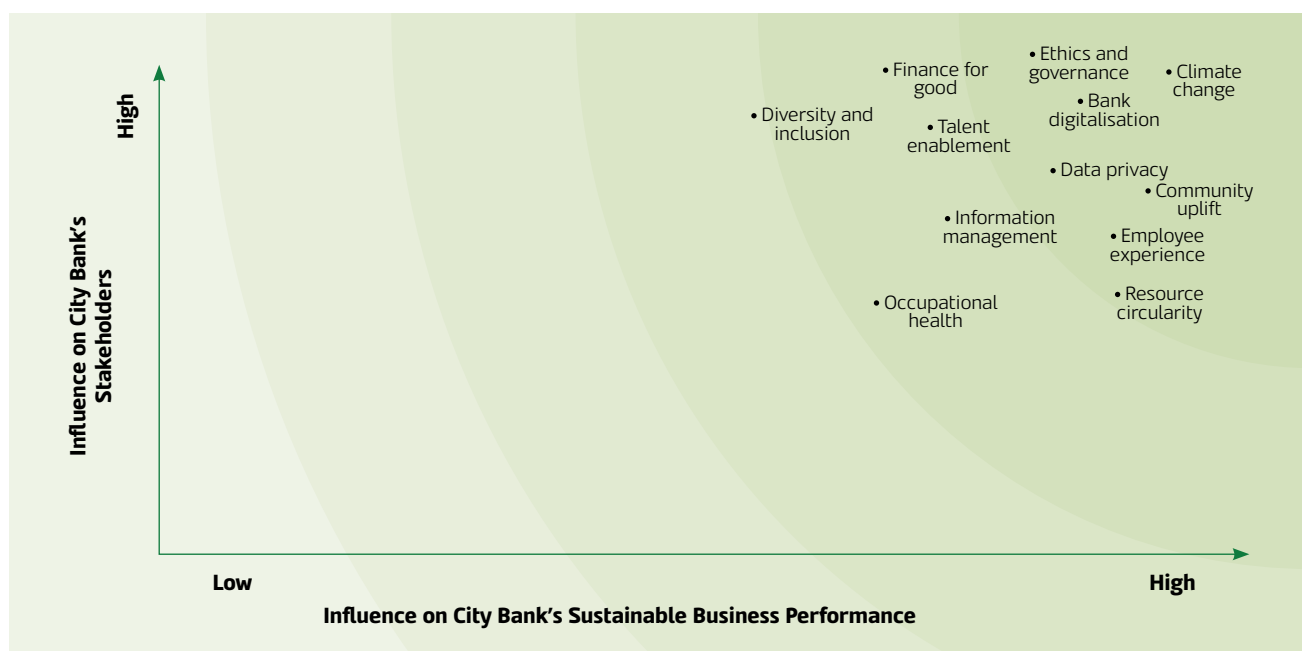 High
Influence on City Bank's
Stakeholders
• Ethics and
governance
• Finance for
good
• Climate
change
• Bank
digitalisation
• Diversity and
inclusion
• Talent
enablement
• Data privacy
• Community
uplift
• Information
management
• Employee
experience
• Resource
circularity
• Occupational
health
Low
High
Influence on City Bank's Sustainable Business Performance